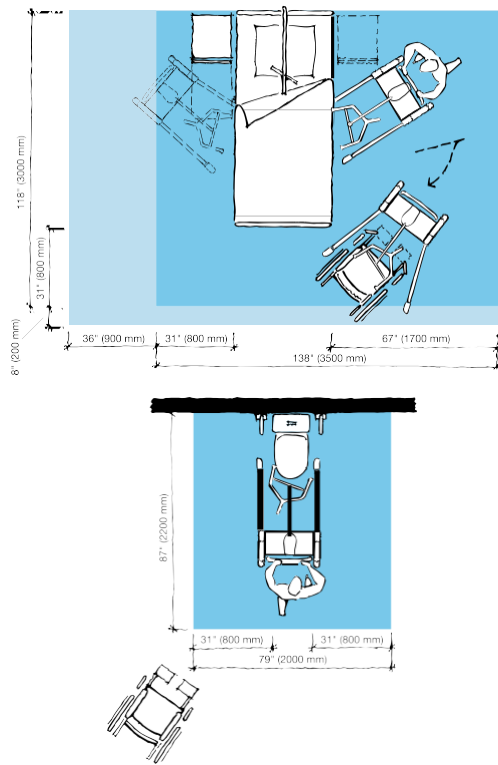 118" (3000 mm)
31" (800 mm)
8" (200 mm)
36" (900 mm)
31" (800 mm)
67" (1700 mm)
138" (3500 mm)
87" (2200 mm)
31" (800 mm)
31" (800 mm)
79" (2000 mm)